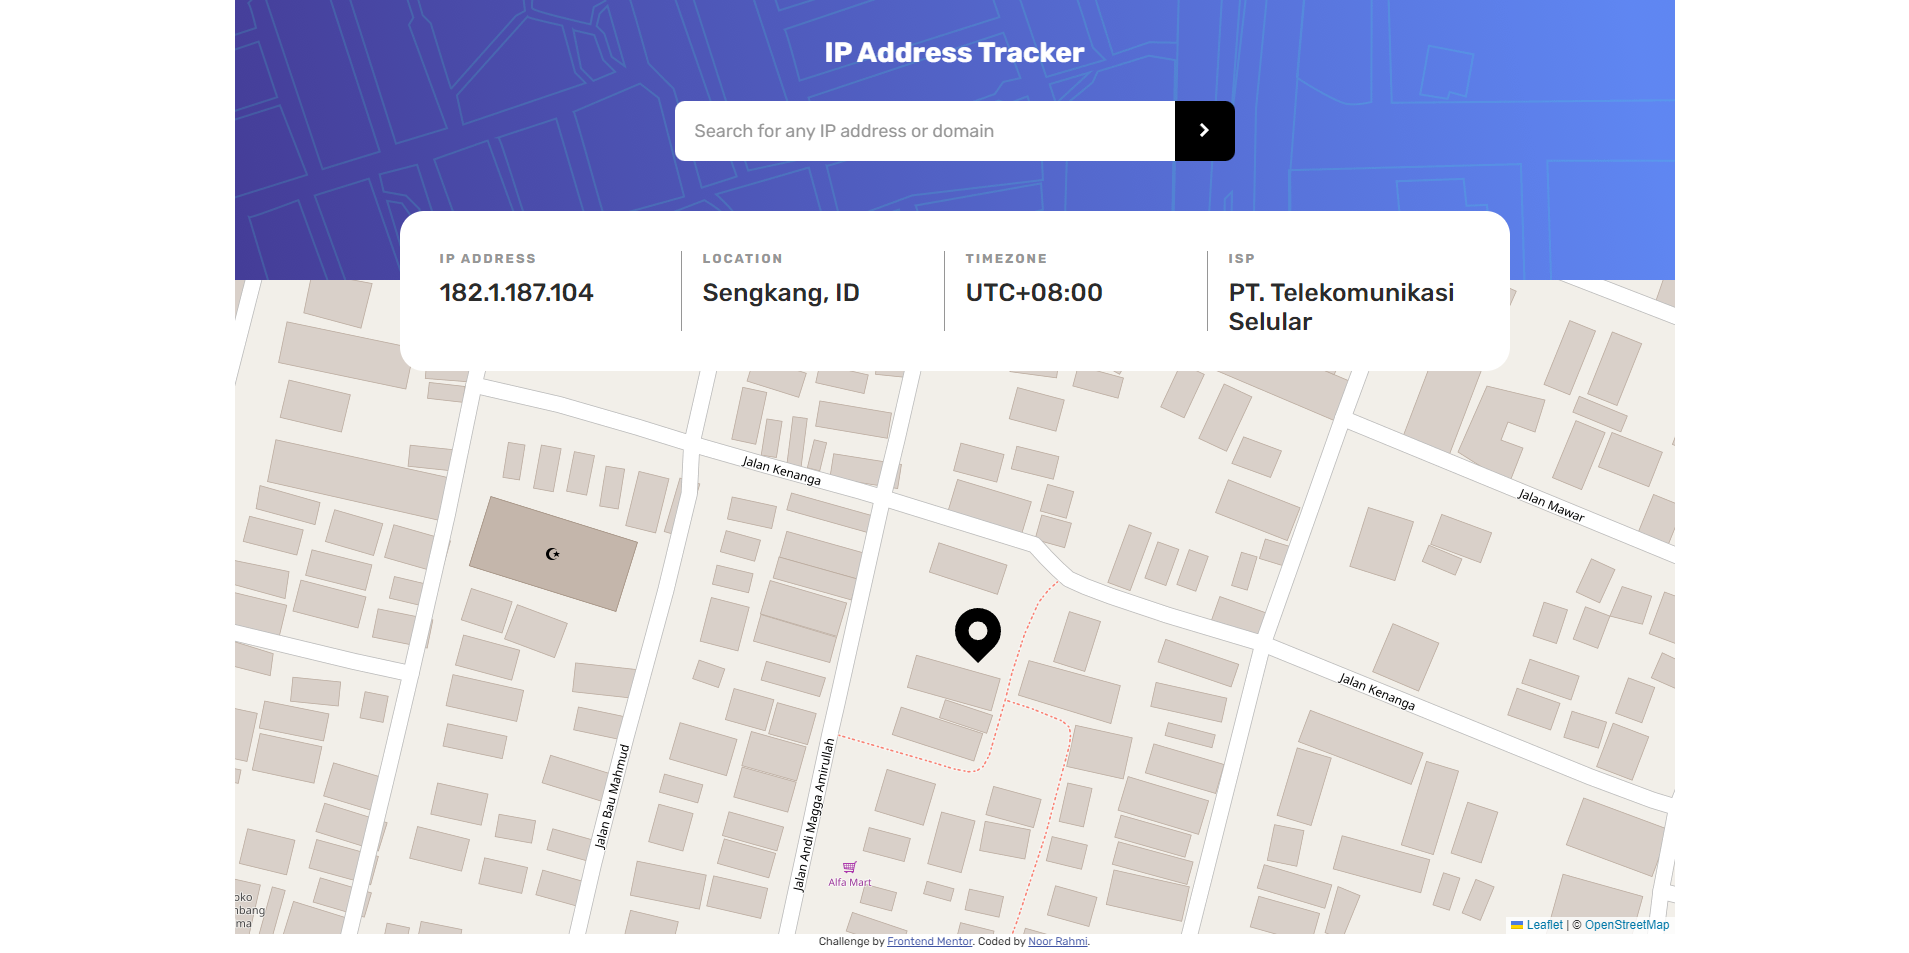 IP Address Tracker
Search for any IP address or domain
IP ADDRESS
182.1.187.104
LOCATION
Sengkang, ID
TIMEZONE
UTC+08:00
ISP
PT. Telekomunikasi
Selular
Jalan Kenanga
Jalan Mawar
Jalan Kenanga
Jalan Bau Mahmud
Jalan Andi Magga Amirullah
Alfa Mart
oko
nbang
ma
Leaflet | © OpenStreetMap
Challenge by Frontend Mentor. Coded by Noor Rahmi.